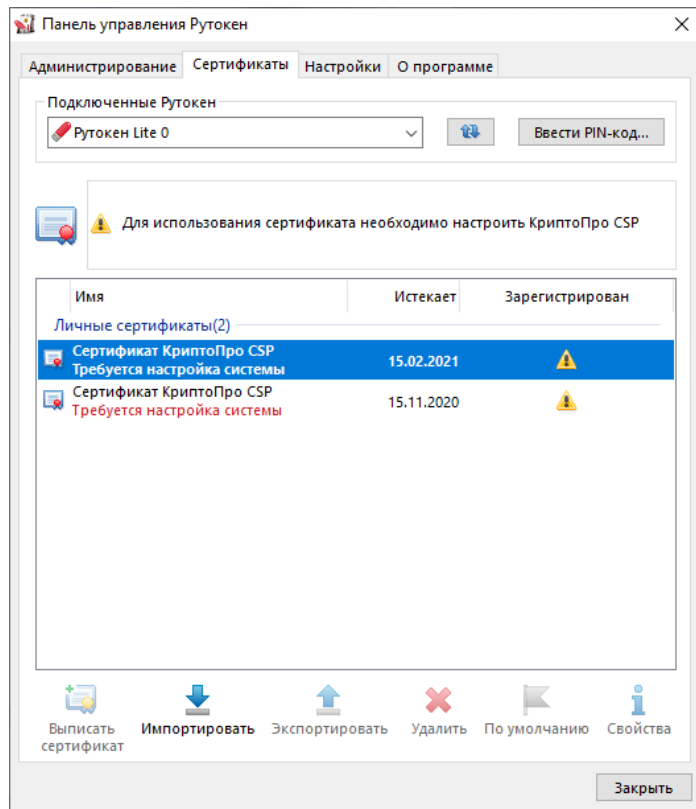 Панель управления Рутокен
Администрирование Сертификаты Настройки О программе
Подключенные Рутокен
Рутокен Lite 0
Ввести PIN-код...
Для использования сертификата необходимо настроить КриптоПро CSP
Имя Истекает Зарегистрирован
Личные сертификаты(2)
Сертификат КриптоПро CSP
Требуется настройка системы
15.02.2021
Сертификат КриптоПро CSP
Требуется настройка системы
15.11.2020
Выписать
сертификат
Импортировать
Экспортировать
Удалить
По умолчанию
Свойства
Закрыть